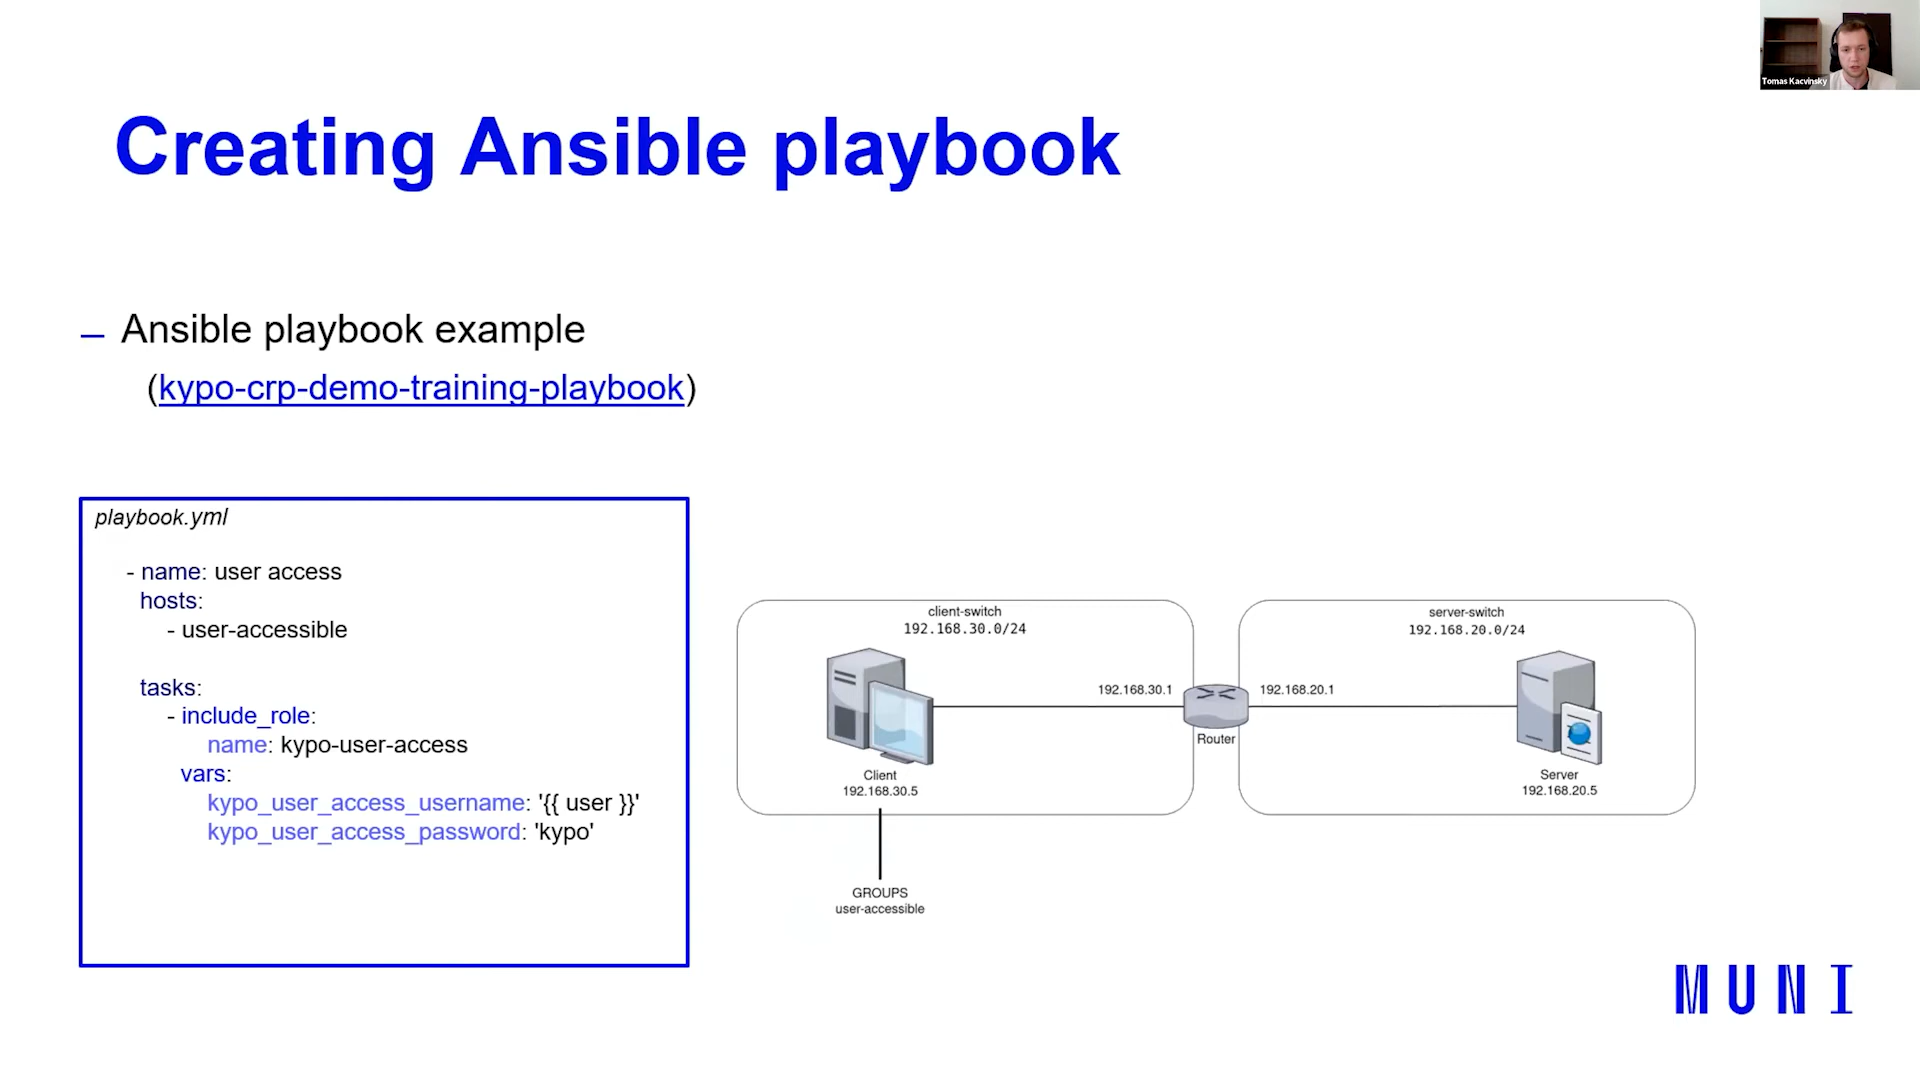 Tomas Kacvinsky
Creating Ansible playbook
– Ansible playbook example
(kypo-crp-demo-training-playbook)
playbook.yml
- name: user access
hosts:
- user-accessible
tasks:
- include_role:
name: kypo-user-access
vars:
kypo_user_access_username: '{{ user }}'
kypo_user_access_password: 'kypo'
client-switch
192.168.30.0/24
server-switch
192.168.20.0/24
192.168.30.1
192.168.20.1
Router
Client
192.168.30.5
Server
192.168.20.5
GROUPS
user-accessible
MUNI